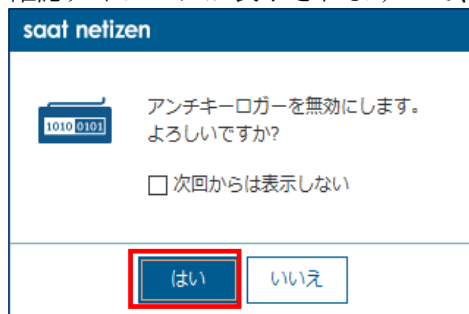 saat netizen
1010 0101
アンチキーロガーを無効にします。
よろしいですか?
次回からは表示しない
はい
いいえ